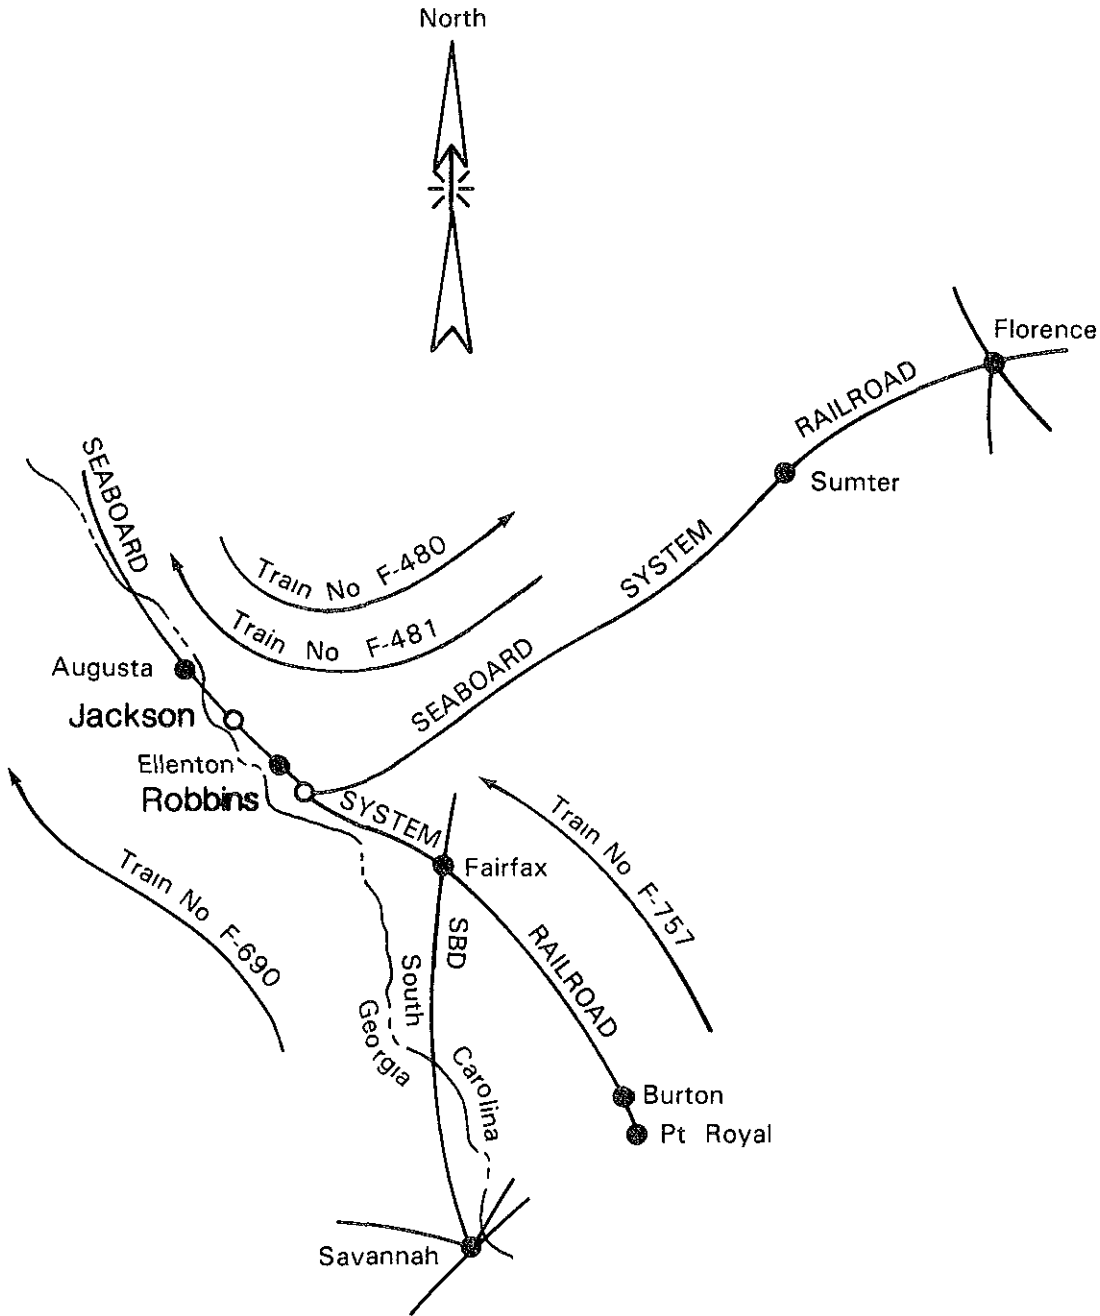 North
Florence
RAILROAD
Sumter
SEABOARD
SYSTEM
Train No F-480
Train No F-481
SEABOARD
Augusta
Jackson
Ellenton
Robbins
SYSTEM
Fairfax
Train No F-757
Train No F-690
SBD
RAILROAD
South
Carolina
Georgia
Burton
Pt Royal
Savannah